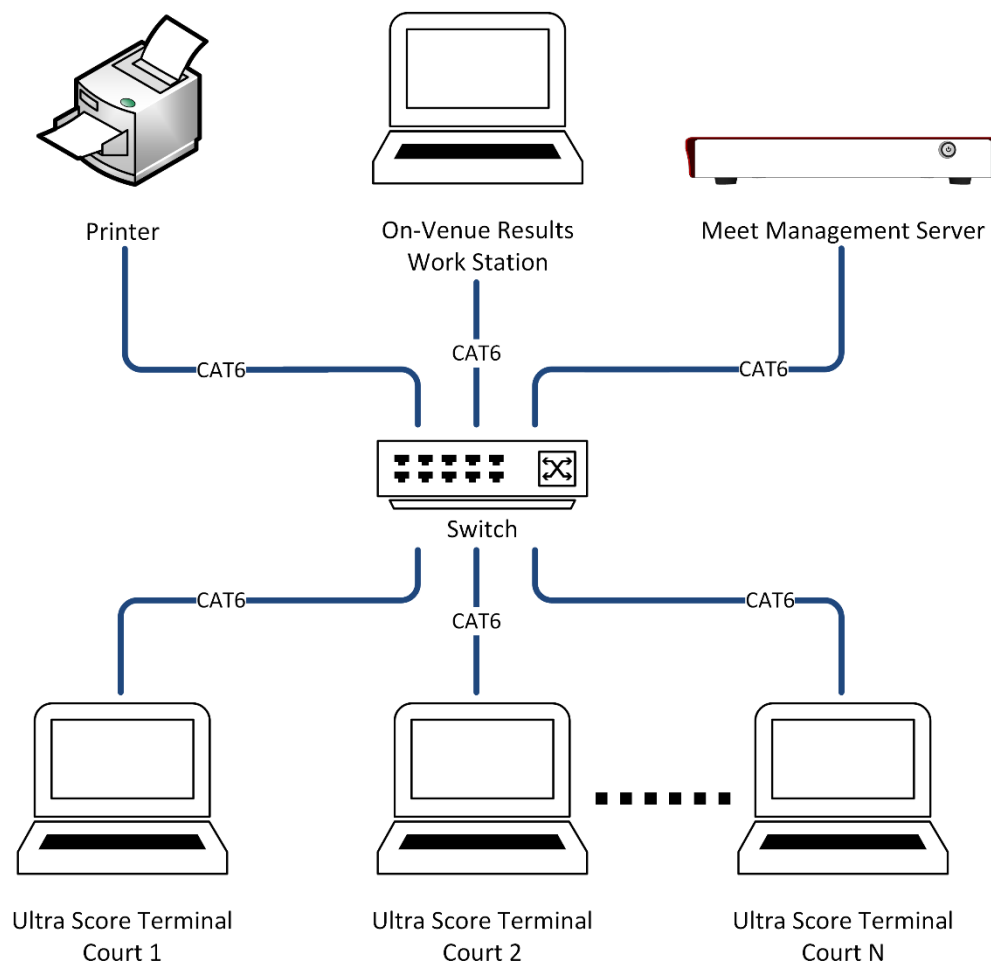 Printer
On-Venue Results
Work Station
Meet Management Server
CAT6
CAT6
CAT6
Switch
CAT6
CAT6
CAT6
Ultra Score Terminal
Court 1
Ultra Score Terminal
Court 2
Ultra Score Terminal
Court N